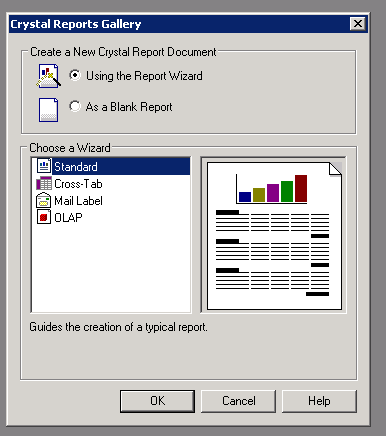 Crystal Reports Gallery
Create a New Crystal Report Document
Using the Report Wizard
As a Blank Report
Choose a Wizard
Standard
Cross-Tab
Mail Label
OLAP
Guides the creation of a typical report.
OK Cancel Help